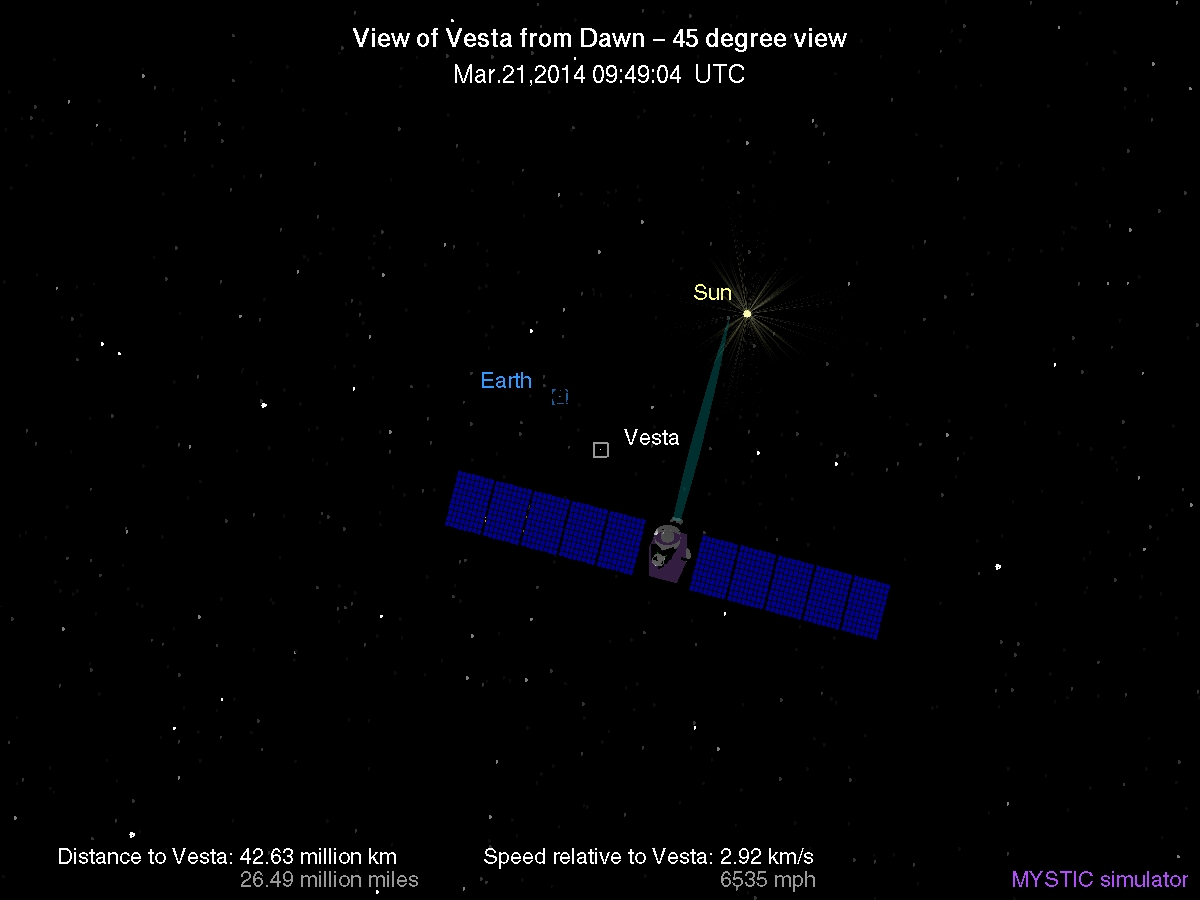 View of Vesta from Dawn – 45 degree view
Mar.21,2014 09:49:04 UTC
Sun
Earth
Vesta
Distance to Vesta: 42.63 million km
26.49 million miles
Speed relative to Vesta: 2.92 km/s
6535 mph
MYSTIC simulator